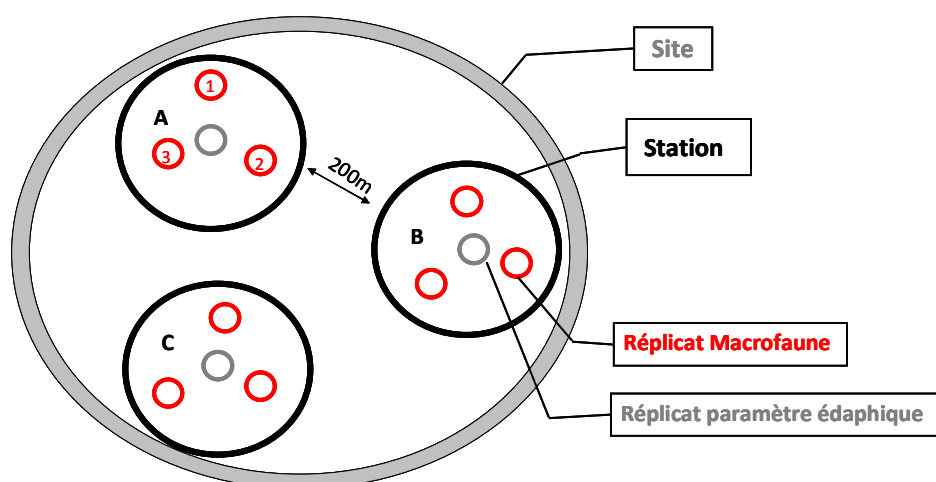 Site
1
A
3
2
200m
Station
B
C
Réplicat Macrofaune
Réplicat paramètre édaphique